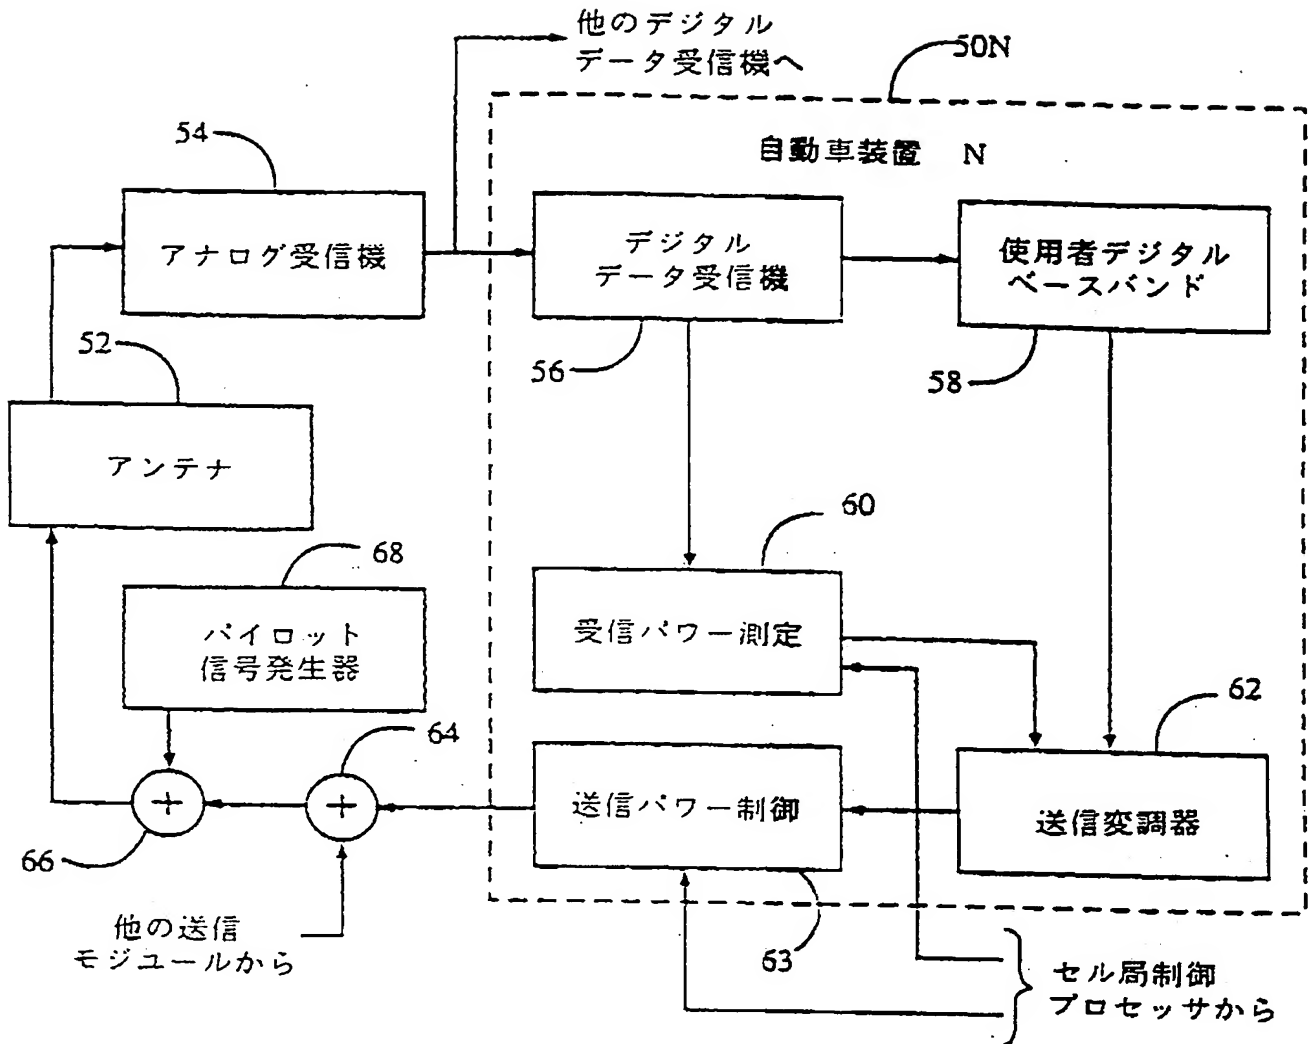 他のデジタル
データ受信機へ
50N
54
自動車装置 N
アナログ受信機
デジタル
データ受信機
使用者デジタル
ベースバンド
52
56
58
アンテナ
60
68
パイロット
信号発生器
受信パワー測定
62
64
送信パワー制御
送信変調器
+
+
66
他の送信
モジュールから
63
セル局制御
プロセッサから